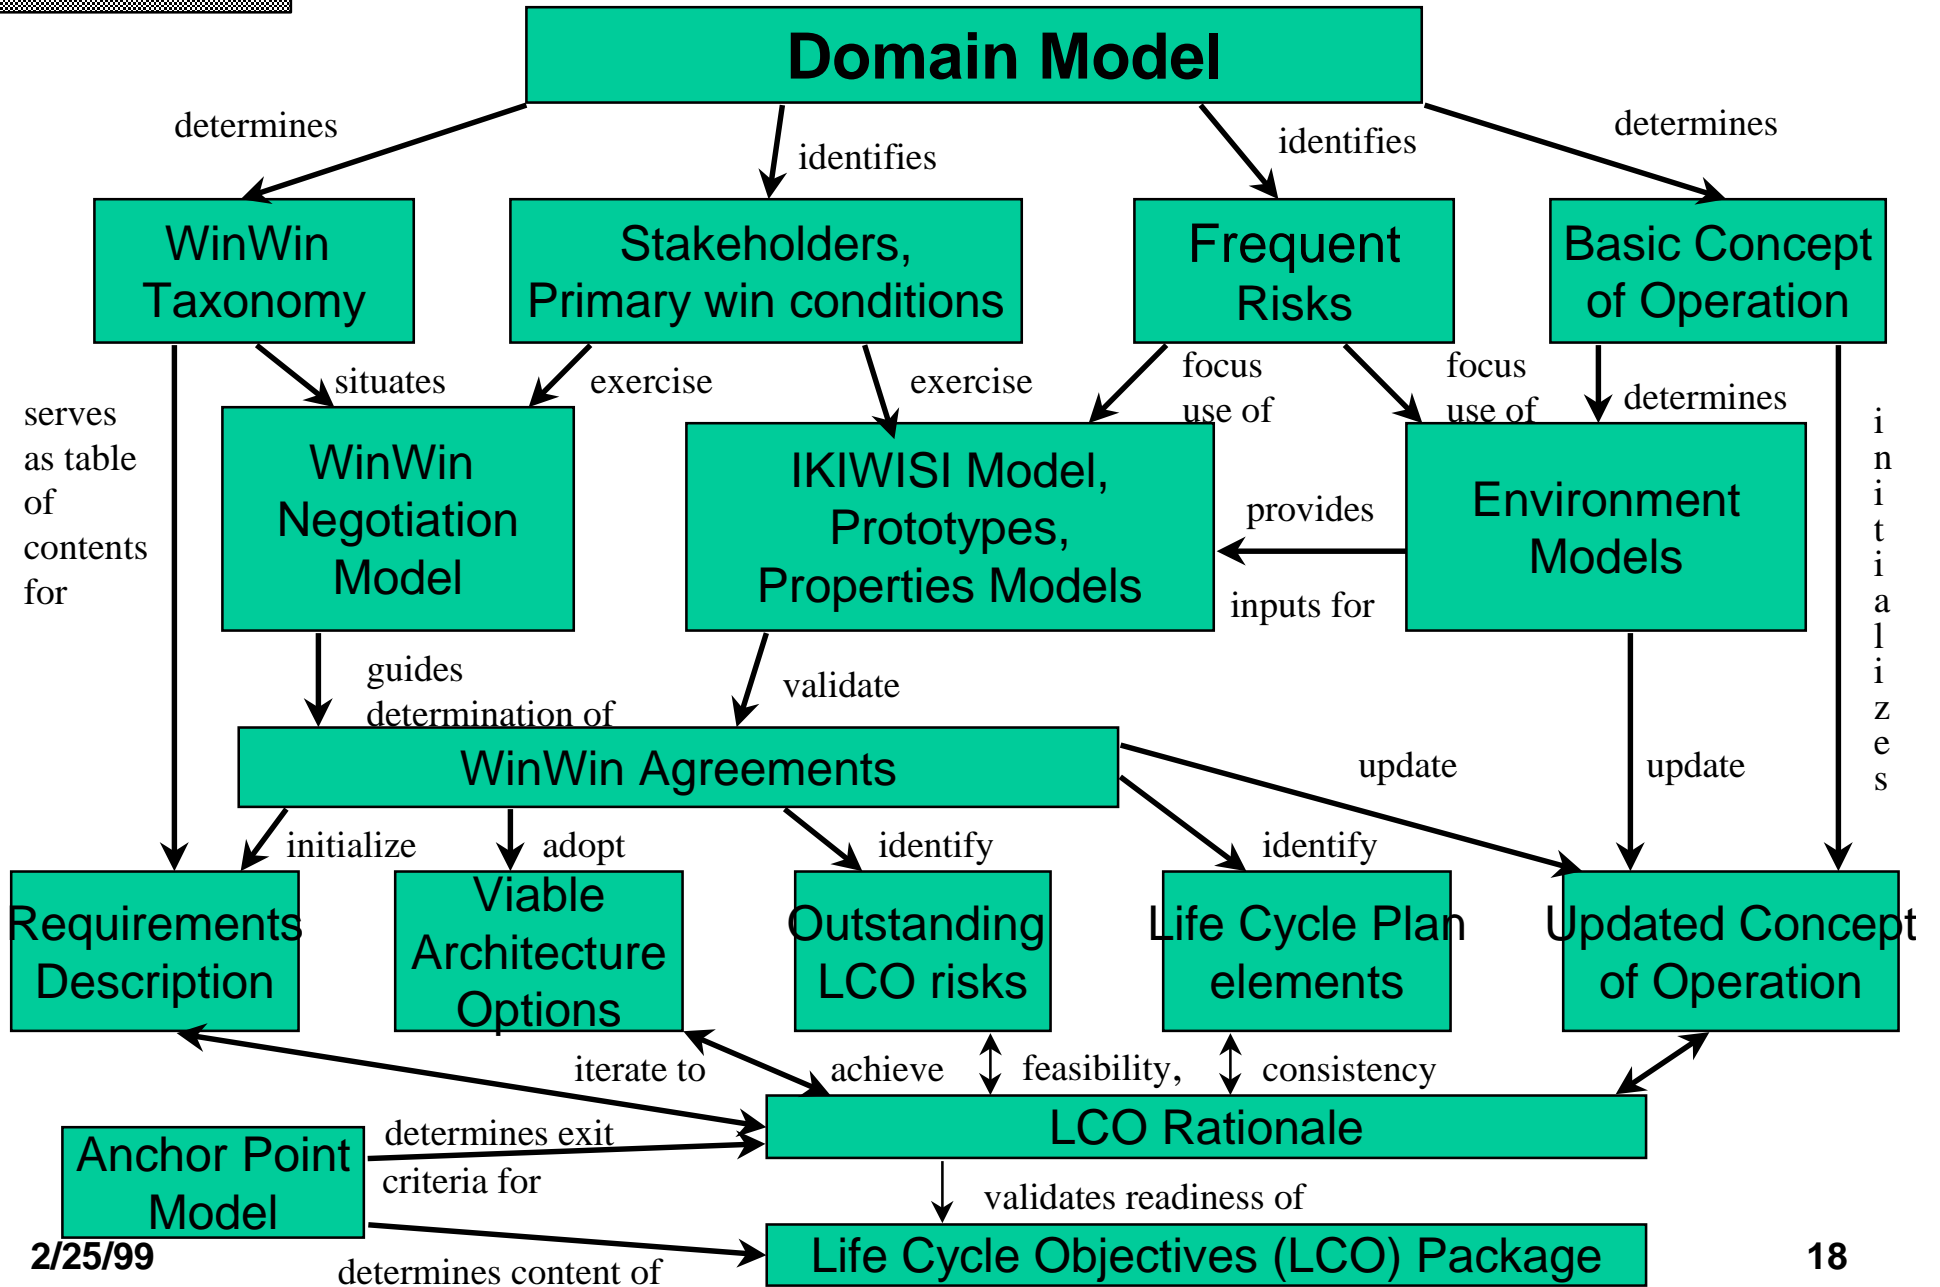 Domain Model
determines
identifies
identifies
determines
WinWin
Taxonomy
Stakeholders,
Primary win conditions
Frequent
Risks
Basic Concept
of Operation
serves
as table
of
contents
for
situates
exercise
exercise
focus
use of
focus
use of
determines
initializes
WinWin
Negotiation
Model
IKIWISI Model,
Prototypes,
Properties Models
provides
inputs for
Environment
Models
guides
determination of
validate
WinWin Agreements
update
update
initialize
adopt
identify
identify
Requirements
Description
Viable
Architecture
Options
Outstanding
LCO risks
Life Cycle Plan
elements
Updated Concept
of Operation
iterate to
achieve
feasibility,
consistency
LCO Rationale
Anchor Point
Model
determines exit
criteria for
validates readiness of
determines content of
Life Cycle Objectives (LCO) Package
2/25/99
18